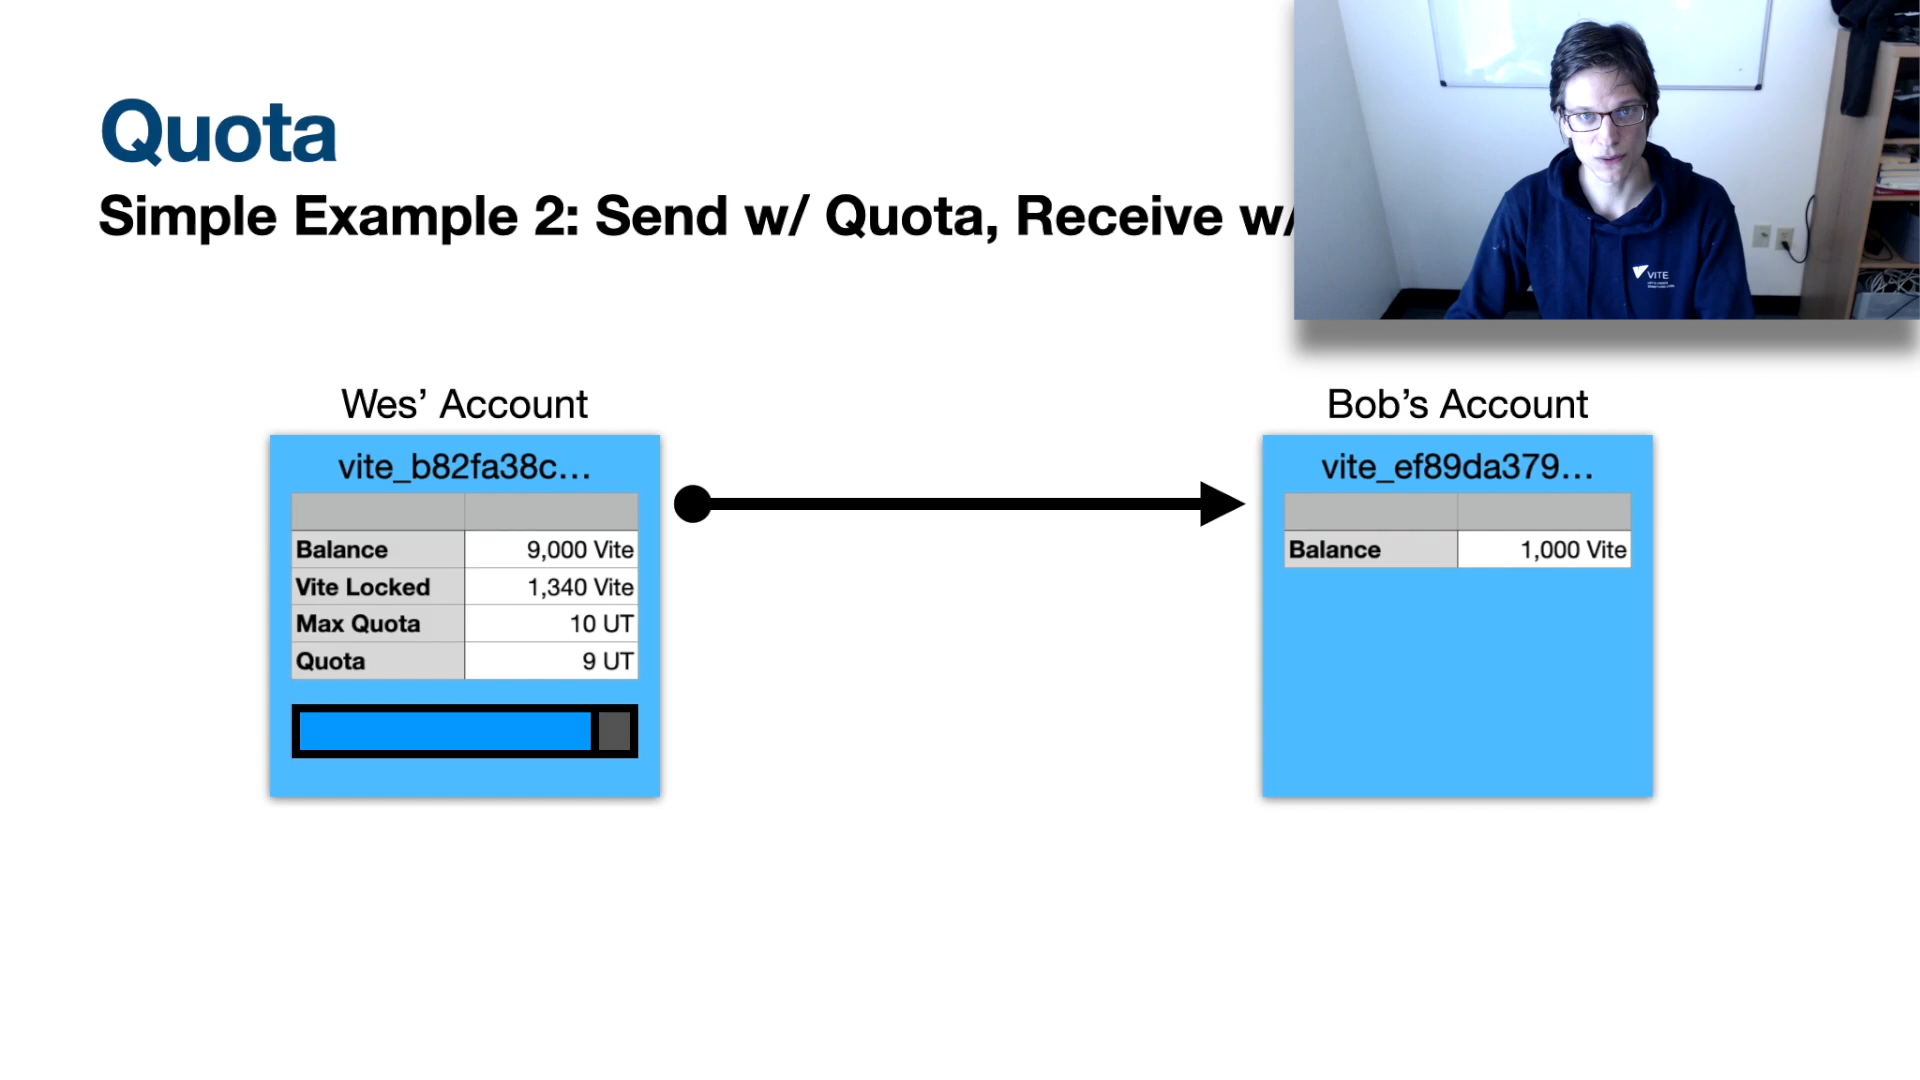 Quota
Simple Example 2: Send w/ Quota, Receive w/
VITE
Wes’ Account
vite_b82fa38c…
Balance 9,000 Vite
Vite Locked 1,340 Vite
Max Quota 10 UT
Quota 9 UT
Bob’s Account
vite_ef89da379…
Balance 1,000 Vite